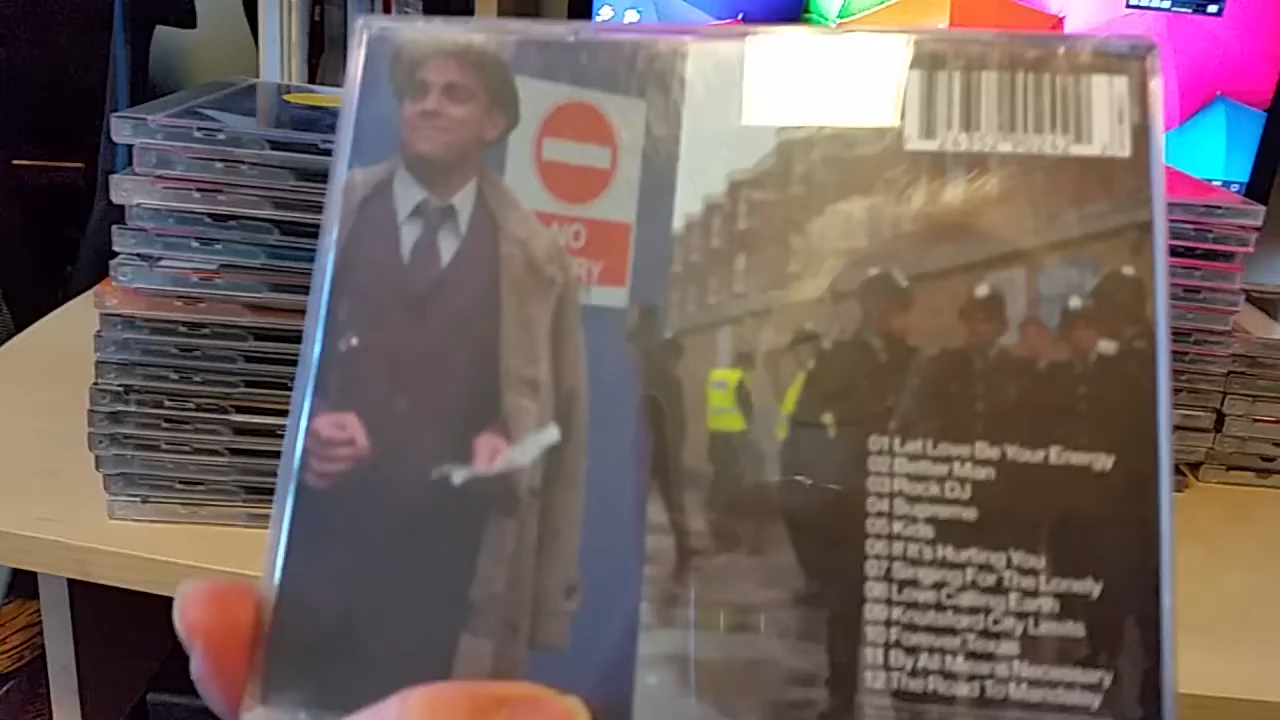 NO
RY
01 Let Love Be Your Energy
02 Better Man
03 Rock DJ
04 Supreme
05 Kids
06 If It's Hurting You
07 Singing For The Lonely
08 Love Calling Earth
09 Knutsford City Limits
10 Forever Texas
11 By All Means Necessary
12 The Road To Mandalay